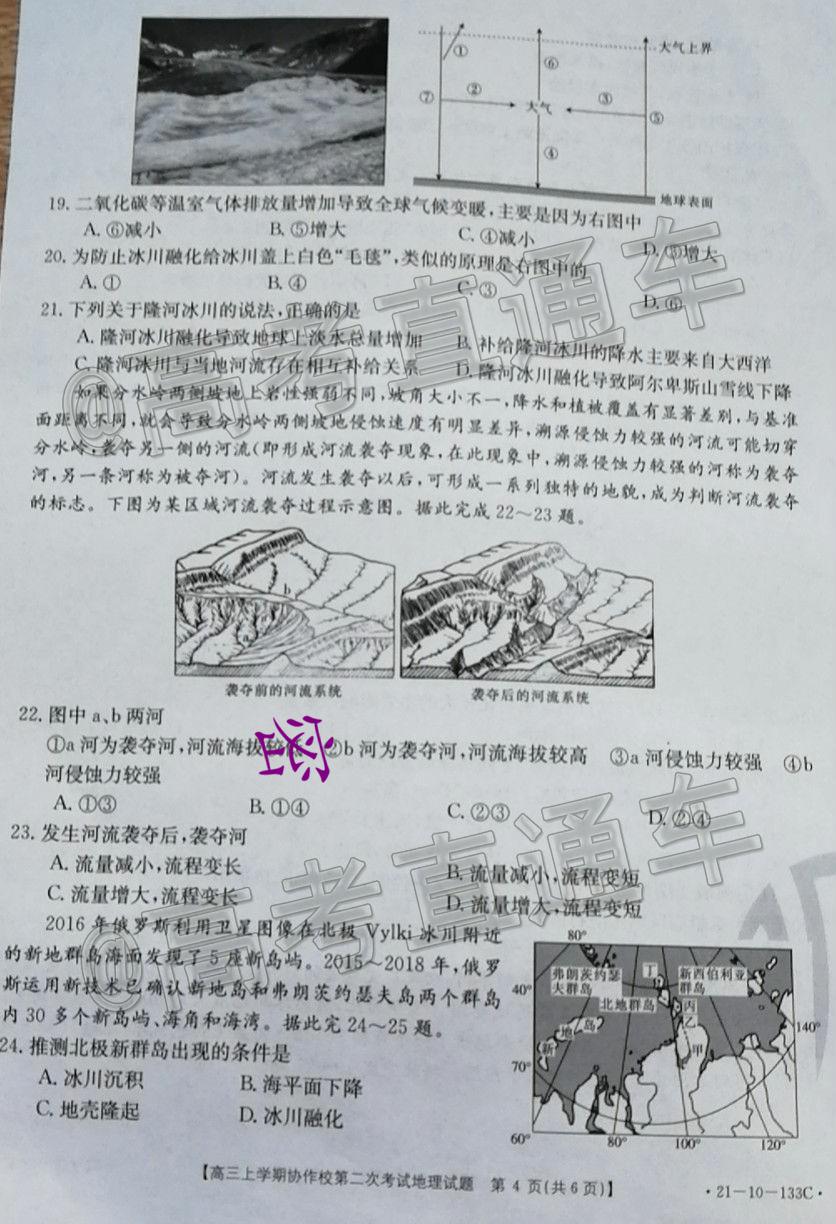 大气上界
①
⑥
②
③
⑦
大气
⑤
④
地球表面
19. 二氧化碳等温室气体排放量增加导致全球气候变暖,主要是因为右图中
A. ⑥减小 B. ⑤增大 C. ④减小 D. ③增大
20. 为防止冰川融化给冰川盖上白色“毛毯”,类似的原理是右图中的
A. ① B. ④ C. ③ D. ⑥
21. 下列关于隆河冰川的说法,正确的是
A. 隆河冰川融化导致地球上淡水总量增加 B. 补给隆河冰川的降水主要来自大西洋
C. 隆河冰川与当地河流存在相互补给关系 D. 隆河冰川融化导致阿尔卑斯山雪线下降
如果分水岭两侧坡地上岩性强弱不同,坡角大小不一,降水和植被覆盖有显著差别,与基准
面距离不同,就会导致分水岭两侧坡地侵蚀速度有明显差异,溯源侵蚀力较强的河流可能切穿
分水岭,袭夺另一侧的河流(即形成河流袭夺现象,在此现象中,溯源侵蚀力较强的河称为袭夺
河,另一条河称为被夺河)。河流发生袭夺以后,可形成一系列独特的地貌,成为判断河流袭夺
的标志。下图为某区域河流袭夺过程示意图。据此完成22～23题。
a
b
袭夺前的河流系统 袭夺后的河流系统
22. 图中 a、b 两河
①a 河为袭夺河,河流海拔较低 ②b 河为袭夺河,河流海拔较高 ③a 河侵蚀力较强 ④b
河侵蚀力较强
A. ①③ B. ①④ C. ②③ D. ②④
23. 发生河流袭夺后,袭夺河
A. 流量减小,流程变长 B. 流量减小,流程变短
C. 流量增大,流程变长 D. 流量增大,流程变短
2016 年俄罗斯利用卫星图像在北极 Vylki 冰川附近
的新地群岛海面发现了 5 座新岛屿。2015～2018 年,俄罗
斯运用新技术已确认新地岛和弗朗茨约瑟夫岛两个群岛
内 30 多个新岛屿、海角和海湾。据此完24～25题。
24. 推测北极新群岛出现的条件是
A. 冰川沉积 B. 海平面下降
C. 地壳隆起 D. 冰川融化
80°
弗朗茨约瑟
夫群岛
丁
新西伯利亚
群岛
40°
北地群岛
丙
乙
甲
新 地 岛
140°
70°
60°
80° 100° 120°
【高三上学期协作校第二次考试地理试题 第 4 页(共 6 页)】
·21-10-133C·
@高考直通车
@高考直通车
密